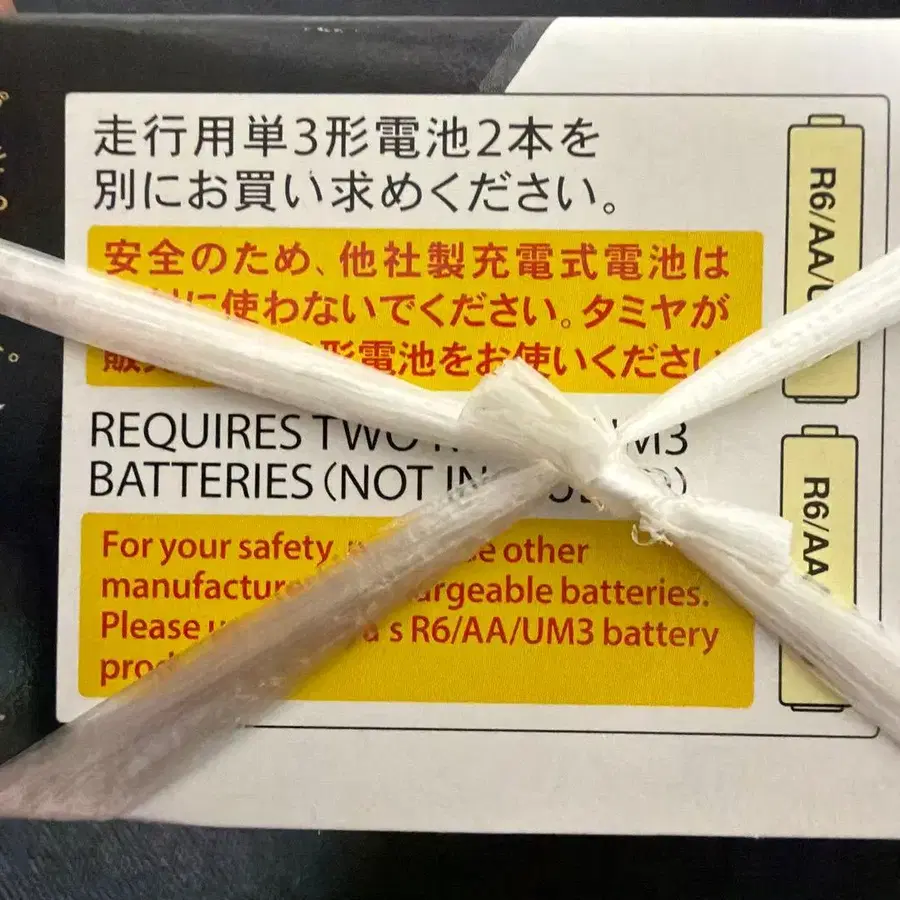 走行用単3形電池2本を
別にお買い求めください。
安全のため、他社製充電式電池は
に使わないでください。タミヤが
形電池をお使いください
REQUIRES TWO UM3
BATTERIES (NOT
For your safety, other
batteries.
Please R6/AA/UM3 battery
R6/AA/U
R6/AA